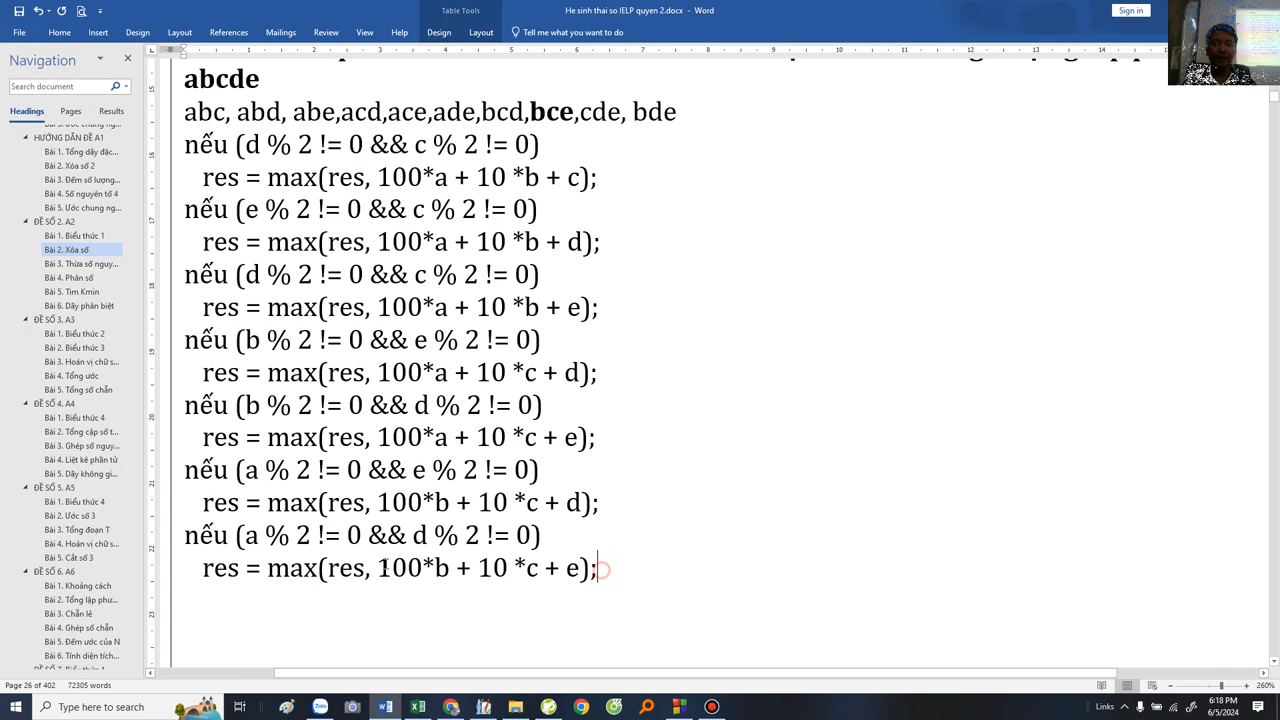 Table Tools
He sinh thai so IELP quyen 2.docx - Word
Sign in
File Home Insert Design Layout References Mailings Review View Help Design Layout Tell me what you want to do
Navigation
Search document
Headings Pages Results
HƯỚNG DẪN ĐỀ A1
Bài 1. Tổng dãy đặc...
Bài 2. Xóa số 2
Bài 3. Đếm số lượng...
Bài 4. Số nguyên tố 4
Bài 5. Ước chung ng...
ĐỀ SỐ 2. A2
Bài 1. Biểu thức 1
Bài 2. Xóa số
Bài 3. Thừa số nguy...
Bài 4. Phân số
Bài 5. Tìm Kmin
Bài 6. Dãy phân biệt
ĐỀ SỐ 3. A3
Bài 1. Biểu thức 2
Bài 2. Biểu thức 3
Bài 3. Hoán vị chữ s...
Bài 4. Tổng ước
Bài 5. Tổng số chẵn
ĐỀ SỐ 4. A4
Bài 1. Biểu thức 4
Bài 2. Tổng cặp số t...
Bài 3. Ghép số nguy...
Bài 4. Liệt kê phần tử
Bài 5. Dãy không gi...
ĐỀ SỐ 5. A5
Bài 1. Biểu thức 4
Bài 2. Ước số 3
Bài 3. Tổng đoạn T
Bài 5. Cắt số 3
ĐỀ SỐ 6. A6
Bài 1. Khoảng cách
Bài 2. Tổng lập phư...
Bài 3. Chẵn lẻ
Bài 4. Ghép số chẵn
Bài 5. Đếm ước của N
Bài 6. Tính diện tích...
abcde
abc, abd, abe,acd,ace,ade,bcd,bce,cde, bde
nếu (d % 2 != 0 && c % 2 != 0)
res = max(res, 100*a + 10 *b + c);
nếu (e % 2 != 0 && c % 2 != 0)
res = max(res, 100*a + 10 *b + d);
nếu (d % 2 != 0 && c % 2 != 0)
res = max(res, 100*a + 10 *b + e);
nếu (b % 2 != 0 && e % 2 != 0)
res = max(res, 100*a + 10 *c + d);
nếu (b % 2 != 0 && d % 2 != 0)
res = max(res, 100*a + 10 *c + e);
nếu (a % 2 != 0 && e % 2 != 0)
res = max(res, 100*b + 10 *c + d);
nếu (a % 2 != 0 && d % 2 != 0)
res = max(res, 100*b + 10 *c + e);
Page 26 of 402 72305 words
260%
Type here to search
Links
6:18 PM
6/5/2024